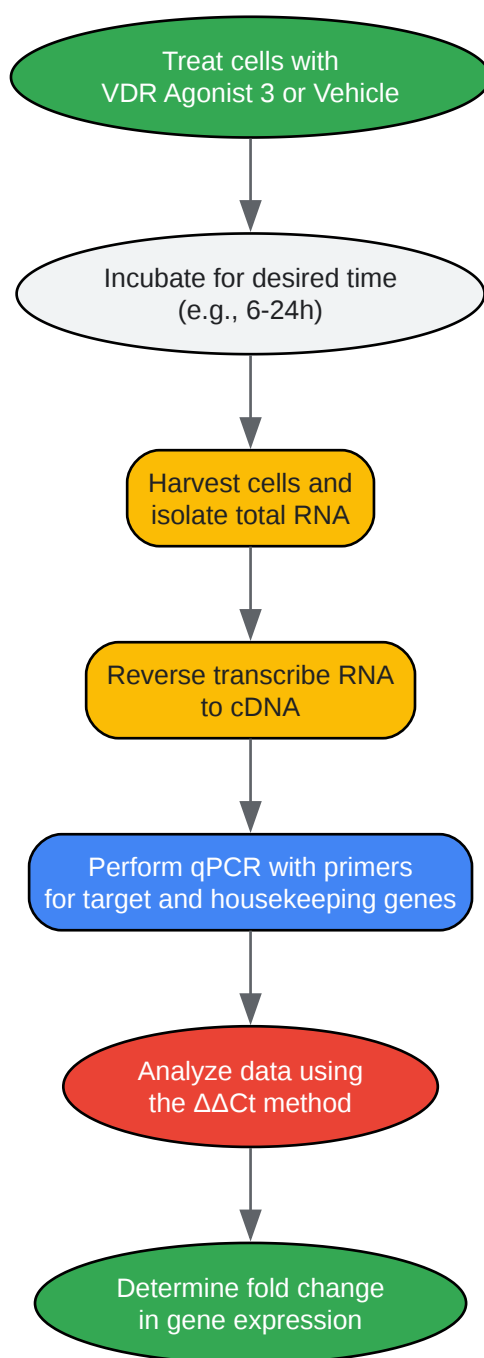 Treat cells with
VDR Agonist 3 or Vehicle
Incubate for desired time
(e.g., 6-24h)
Harvest cells and
isolate total RNA
Reverse transcribe RNA
to cDNA
Perform qPCR with primers
for target and housekeeping genes
Analyze data using
the ΔΔCt method
Determine fold change
in gene expression